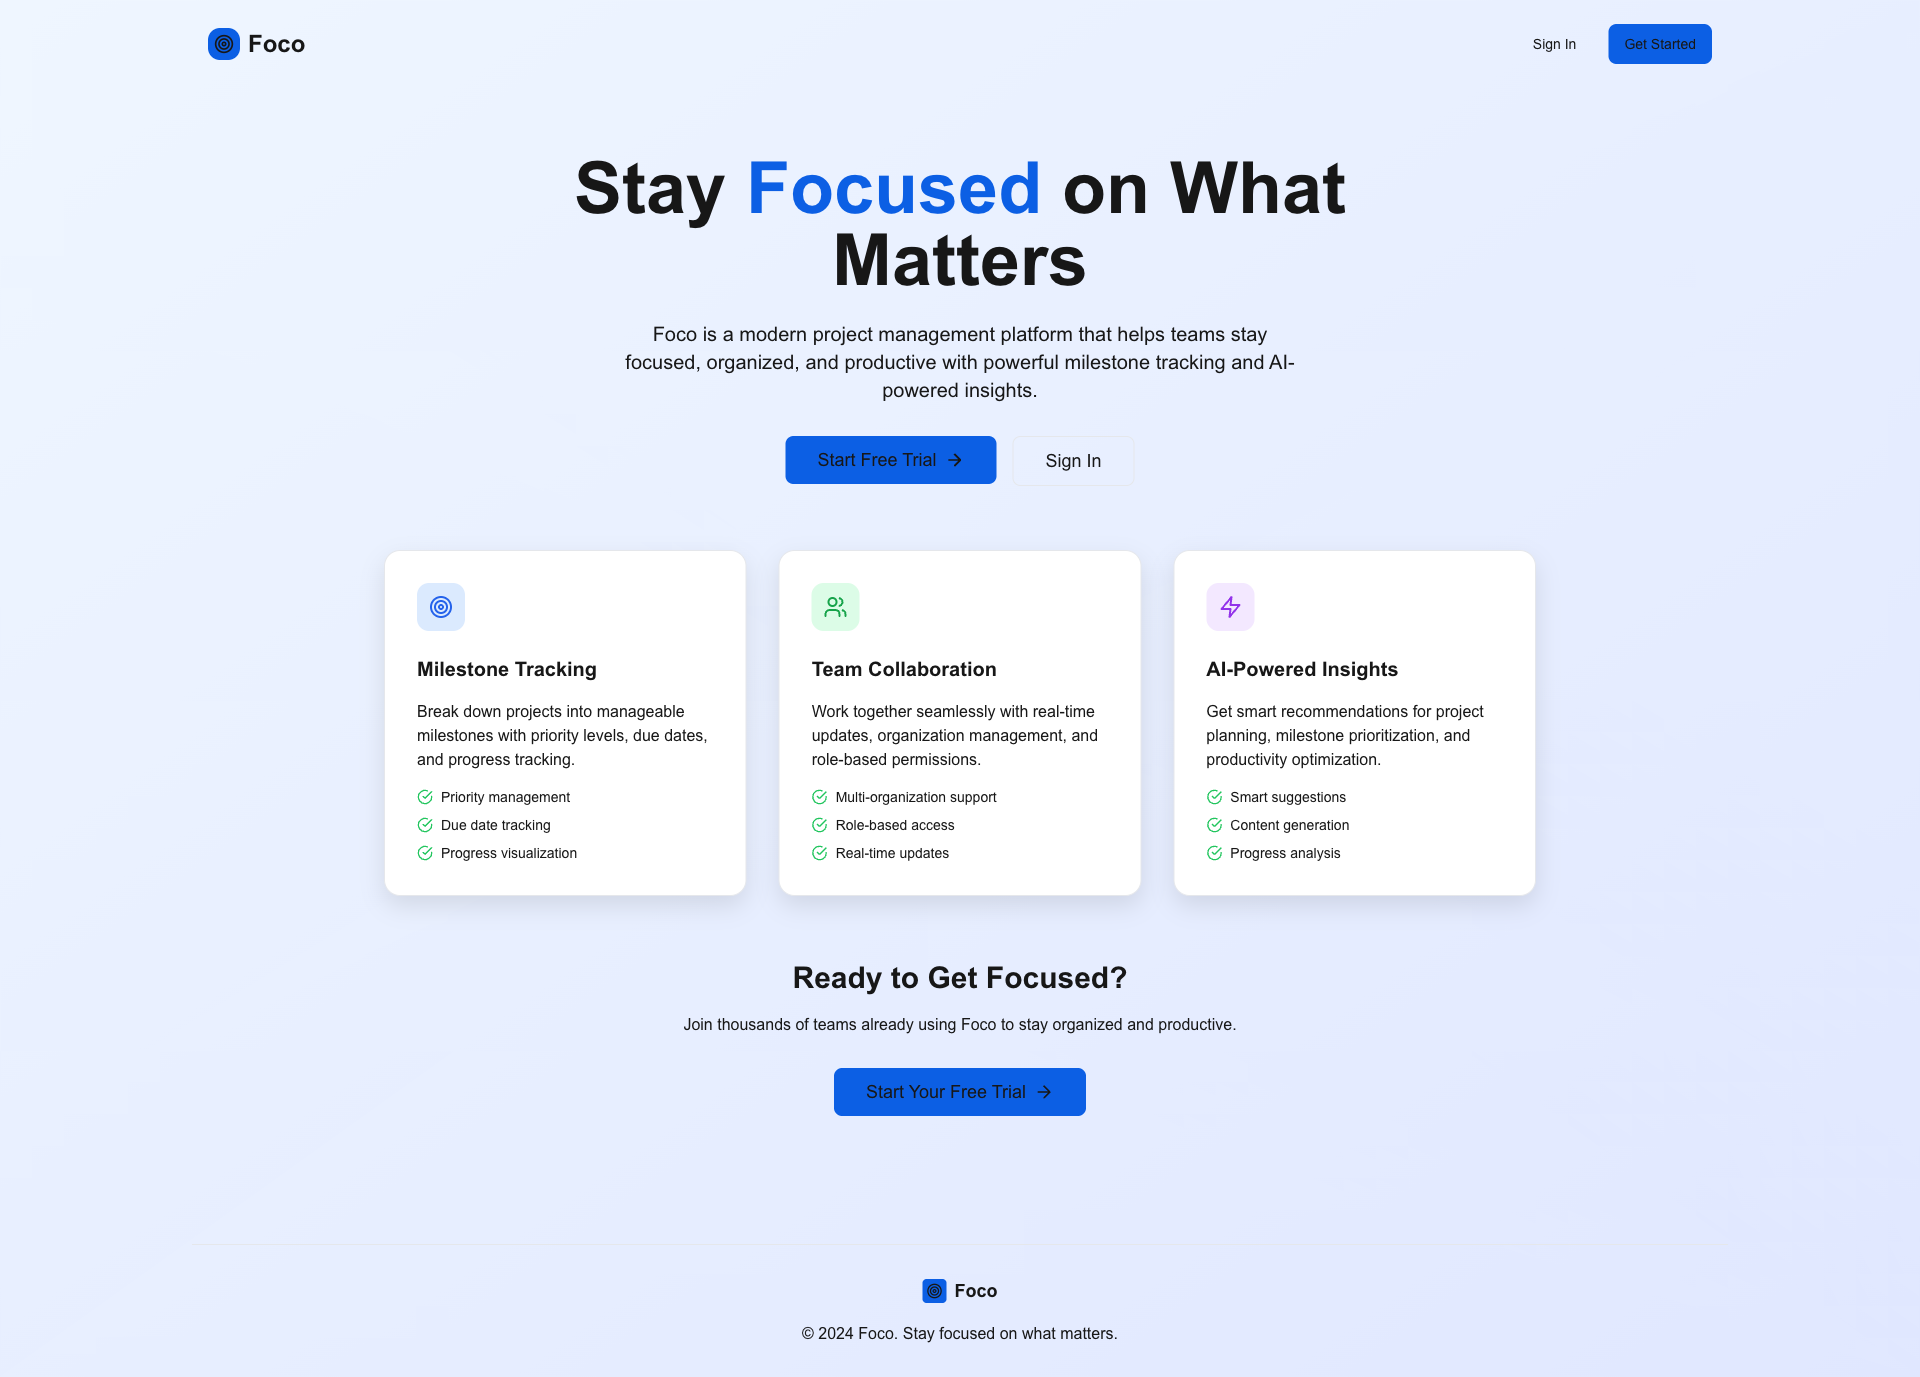 Foco
Sign In
Get Started
Stay Focused on What
Matters
Foco is a modern project management platform that helps teams stay
focused, organized, and productive with powerful milestone tracking and AI-
powered insights.
Start Free Trial
Sign In
Milestone Tracking
Break down projects into manageable
milestones with priority levels, due dates,
and progress tracking.
Priority management
Due date tracking
Progress visualization
Team Collaboration
Work together seamlessly with real-time
updates, organization management, and
role-based permissions.
Multi-organization support
Role-based access
Real-time updates
AI-Powered Insights
Get smart recommendations for project
planning, milestone prioritization, and
productivity optimization.
Smart suggestions
Content generation
Progress analysis
Ready to Get Focused?
Join thousands of teams already using Foco to stay organized and productive.
Start Your Free Trial
Foco
© 2024 Foco. Stay focused on what matters.